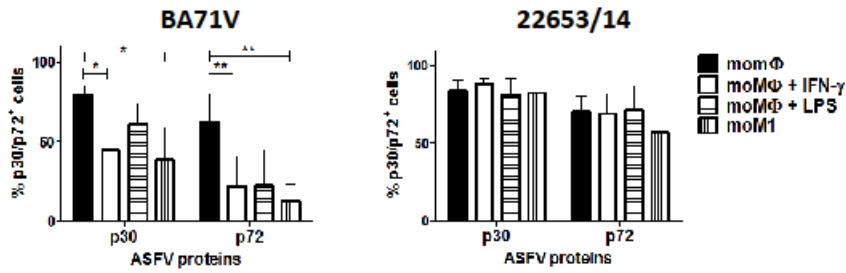 BA71V
22653/14
* **
* **
% p30/p72+ cells
100
50
0
p30 p72
ASFV proteins
% p30/p72+ cells
100
50
0
p30 p72
ASFV proteins
momΦ
moMΦ + IFN-γ
moMΦ + LPS
moM1